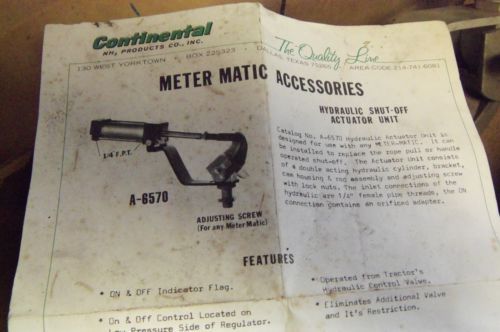 Continental
NH₃ PRODUCTS CO., INC.
The Quality Line
130 WEST YORKTOWN BOX 225323 DALLAS, TEXAS 75265 AREA CODE 214-741-6081
METER MATIC ACCESSORIES
HYDRAULIC SHUT-OFF
ACTUATOR UNIT
Catalog No. A-6570 Hydraulic Actuator Unit is
designed for use with any METER-MATIC. It can
be installed to replace the rope pull or handle
operated shut-off. The Actuator Unit consists
of a double acting hydraulic cylinder, bracket,
cam housing & rod assembly and adjusting screw
with lock nuts. The inlet connections of the
hydraulic are 1/4" female pipe threads, the ON
connection contains an orificed adapter.
1/4 F.P.T.
A-6570
ADJUSTING SCREW
(For any Meter Matic)
FEATURES
• ON & OFF Indicator Flag.
• On & Off Control Located on
Low Pressure Side of Regulator.
• Operated from Tractor's
Hydraulic Control Valve.
• Eliminates Additional Valve
and It's Restriction.